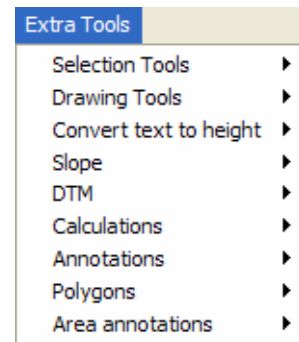 Extra Tools
Selection Tools
Drawing Tools
Convert text to height
Slope
DTM
Calculations
Annotations
Polygons
Area annotations